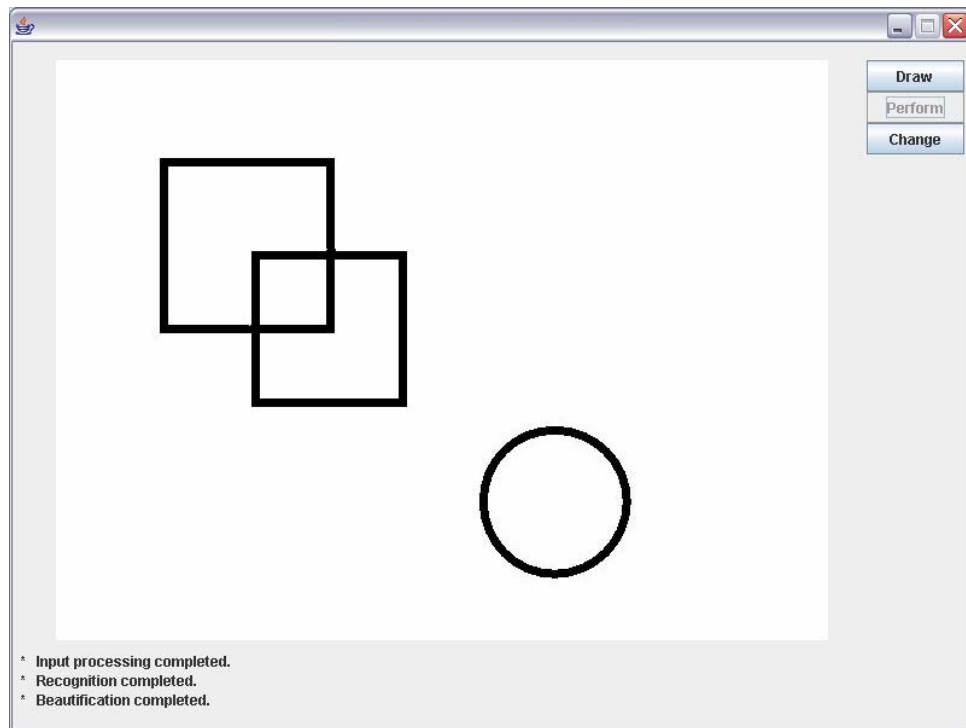 Draw
Perform
Change
* Input processing completed.
* Recognition completed.
* Beautification completed.